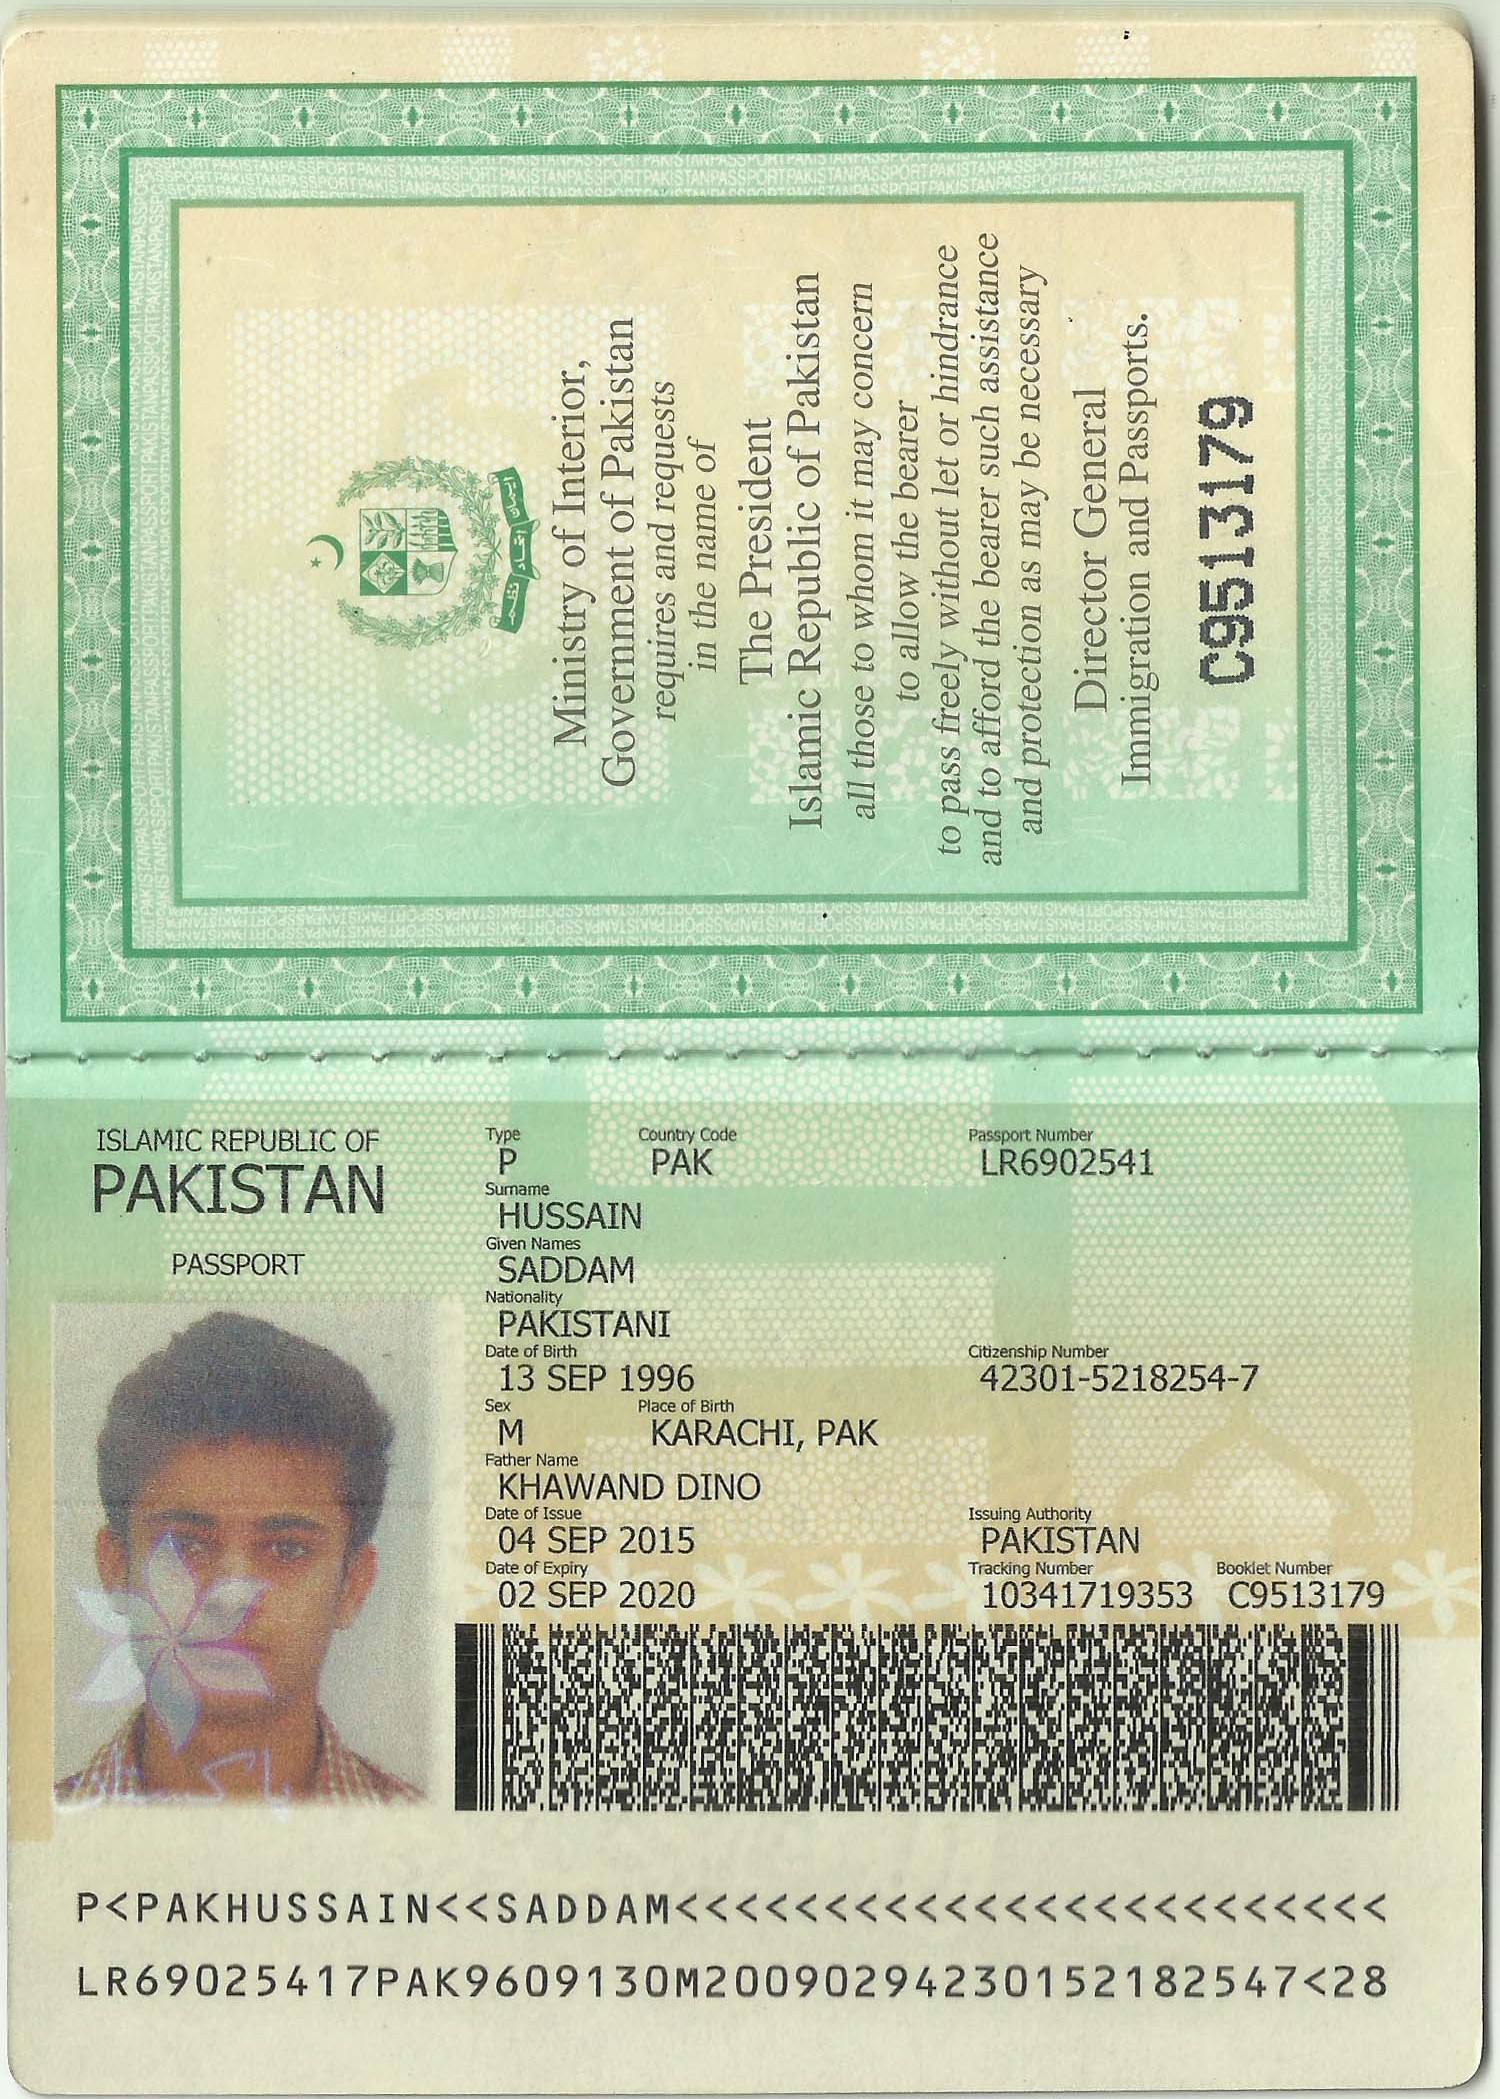 Ministry of Interior,
Government of Pakistan
requires and requests
in the name of
The President
Islamic Republic of Pakistan
all those to whom it may concern
to allow the bearer
to pass freely without let or hindrance
and to afford the bearer such assistance
and protection as may be necessary
Director General
Immigration and Passports.
C9513179
ISLAMIC REPUBLIC OF
PAKISTAN
PASSPORT
Type Country Code Passport Number
P PAK LR6902541
Surname
HUSSAIN
Given Names
SADDAM
Nationality
PAKISTANI
Date of Birth Citizenship Number
13 SEP 1996 42301-5218254-7
Sex Place of Birth
M KARACHI, PAK
Father Name
KHAWAND DINO
Date of Issue Issuing Authority
04 SEP 2015 PAKISTAN
Date of Expiry Tracking Number Booklet Number
02 SEP 2020 10341719353 C9513179
P<PAKHUSSAIN<<SADDAM<<<<<<<<<<<<<<<<<<<<<<<<
LR69025417PAK9609130M20090294230152182547<28